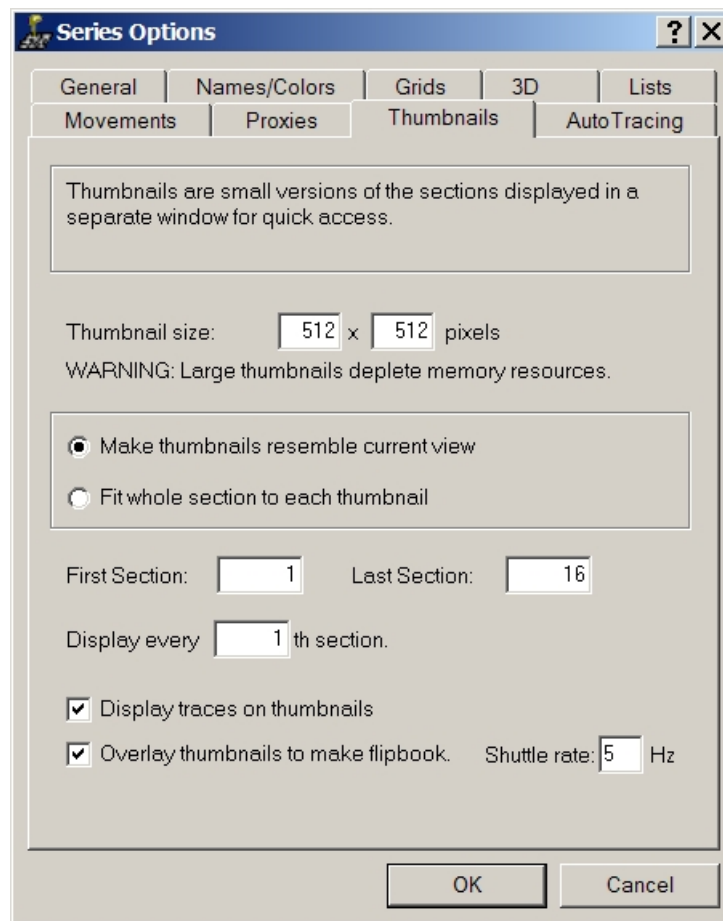 Series Options
General Names/Colors Grids 3D Lists
Movements Proxies Thumbnails AutoTracing
Thumbnails are small versions of the sections displayed in a
separate window for quick access.
Thumbnail size: 512 x 512 pixels
WARNING: Large thumbnails deplete memory resources.
Make thumbnails resemble current view
Fit whole section to each thumbnail
First Section: 1 Last Section: 16
Display every 1 th section.
Display traces on thumbnails
Overlay thumbnails to make flipbook. Shuttle rate: 5 Hz
OK Cancel